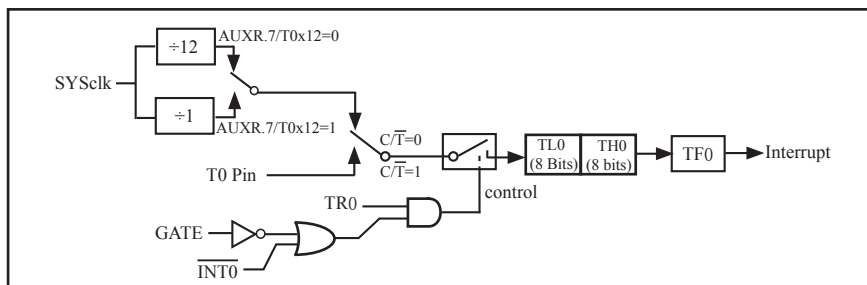 ÷12
AUXR.7/T0x12=0
SYSclk
÷1
AUXR.7/T0x12=1
C/T̅=0
C/T̅=1
T0 Pin
TL0
(8 Bits)
TH0
(8 bits)
TF0
Interrupt
control
TR0
GATE
I̅N̅T̅0̅